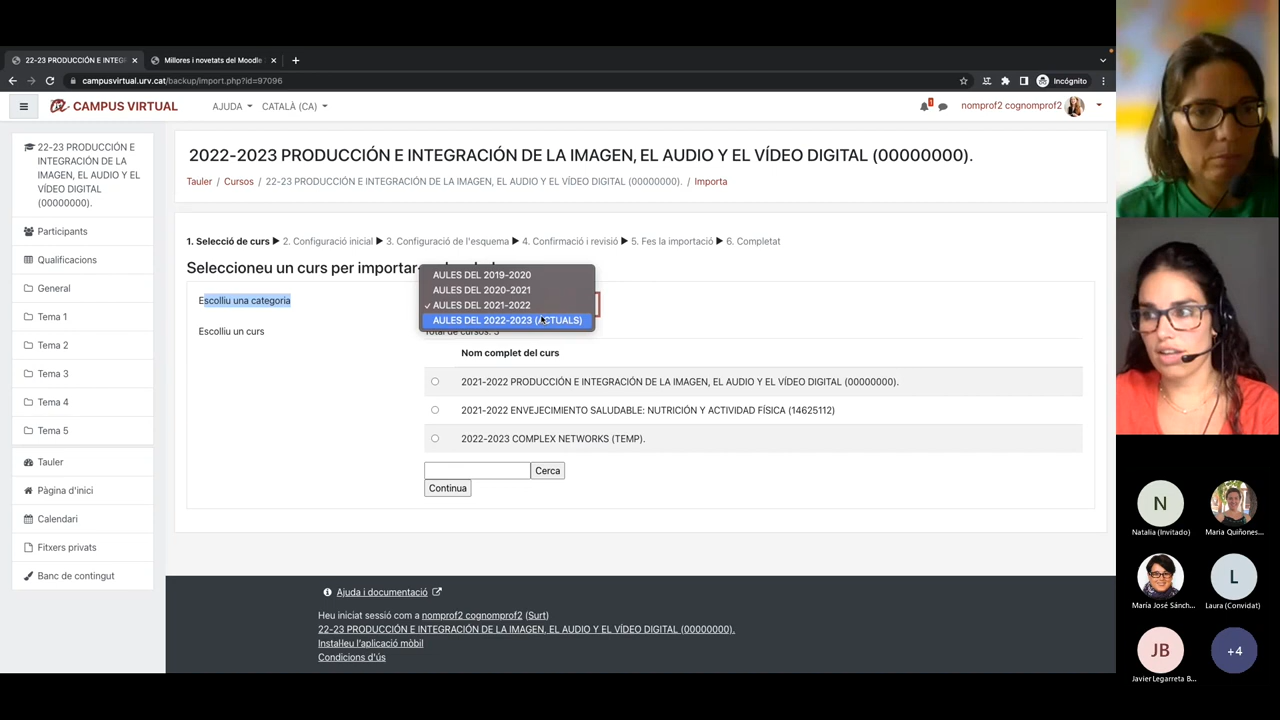 22-23 PRODUCCIÓN E INTEGR
Millores i novetats del Moodle
campusvirtual.urv.cat/backup/import.php?id=97096
Incógnito
CAMPUS VIRTUAL
AJUDA
CATALÀ (CA)
1
nomprof2 cognomprof2
22-23 PRODUCCIÓN E
INTEGRACIÓN DE LA
IMAGEN, EL AUDIO Y EL
VÍDEO DIGITAL
(00000000).
Participants
Qualificacions
General
Tema 1
Tema 2
Tema 3
Tema 4
Tema 5
Tauler
Pàgina d'inici
Calendari
Fitxers privats
Banc de contingut
2022-2023 PRODUCCIÓN E INTEGRACIÓN DE LA IMAGEN, EL AUDIO Y EL VÍDEO DIGITAL (00000000).
Tauler / Cursos / 22-23 PRODUCCIÓN E INTEGRACIÓN DE LA IMAGEN, EL AUDIO Y EL VÍDEO DIGITAL (00000000). / Importa
1. Selecció de curs ▶ 2. Configuració inicial ▶ 3. Configuració de l'esquema ▶ 4. Confirmació i revisió ▶ 5. Fes la importació ▶ 6. Completat
Seleccioneu un curs per importar
Escolliu una categoria
AULES DEL 2019-2020
AULES DEL 2020-2021
✓ AULES DEL 2021-2022
AULES DEL 2022-2023 (ACTUALS)
Escolliu un curs
Total de cursos: 3
Nom complet del curs
2021-2022 PRODUCCIÓN E INTEGRACIÓN DE LA IMAGEN, EL AUDIO Y EL VÍDEO DIGITAL (00000000).
2021-2022 ENVEJECIMIENTO SALUDABLE: NUTRICIÓN Y ACTIVIDAD FÍSICA (14625112)
2022-2023 COMPLEX NETWORKS (TEMP).
Cerca
Continua
Ajuda i documentació
Heu iniciat sessió com a nomprof2 cognomprof2 (Surt)
22-23 PRODUCCIÓN E INTEGRACIÓN DE LA IMAGEN, EL AUDIO Y EL VÍDEO DIGITAL (00000000).
Instal·leu l'aplicació mòbil
Condicions d'ús
N
Natalia (Invitado)
Maria Quiñones...
María José Sánch...
L
Laura (Convidat)
JB
Javier Legarreta B...
+4